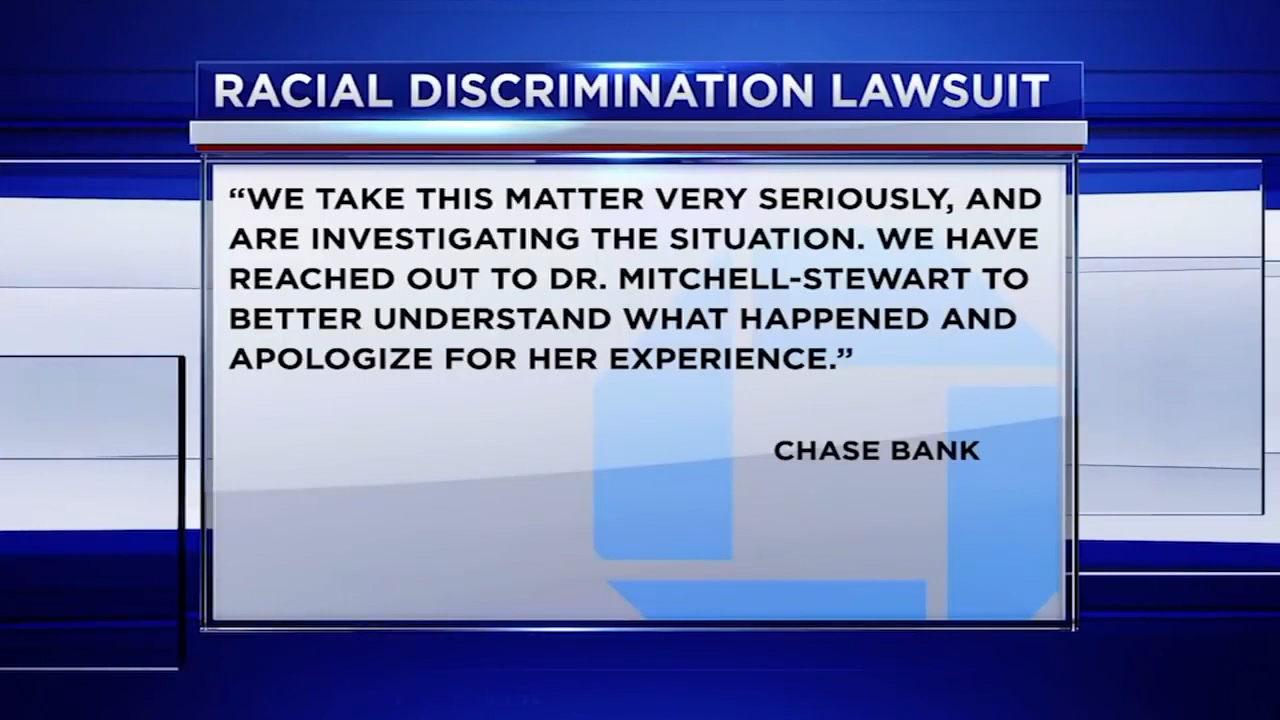 RACIAL DISCRIMINATION LAWSUIT
“WE TAKE THIS MATTER VERY SERIOUSLY, AND
ARE INVESTIGATING THE SITUATION. WE HAVE
REACHED OUT TO DR. MITCHELL-STEWART TO
BETTER UNDERSTAND WHAT HAPPENED AND
APOLOGIZE FOR HER EXPERIENCE.”
CHASE BANK